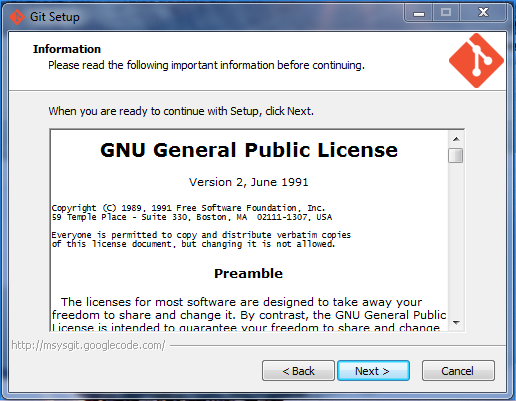 Git Setup
Information
Please read the following important information before continuing.
When you are ready to continue with Setup, click Next.
GNU General Public License
Version 2, June 1991
Copyright (C) 1989, 1991 Free Software Foundation, Inc.
59 Temple Place - Suite 330, Boston, MA  02111-1307, USA
Everyone is permitted to copy and distribute verbatim copies
of this license document, but changing it is not allowed.
Preamble
The licenses for most software are designed to take away your
freedom to share and change it. By contrast, the GNU General Public
License is intended to guarantee your freedom to share and change
http://msysgit.googlecode.com/
< Back
Next >
Cancel